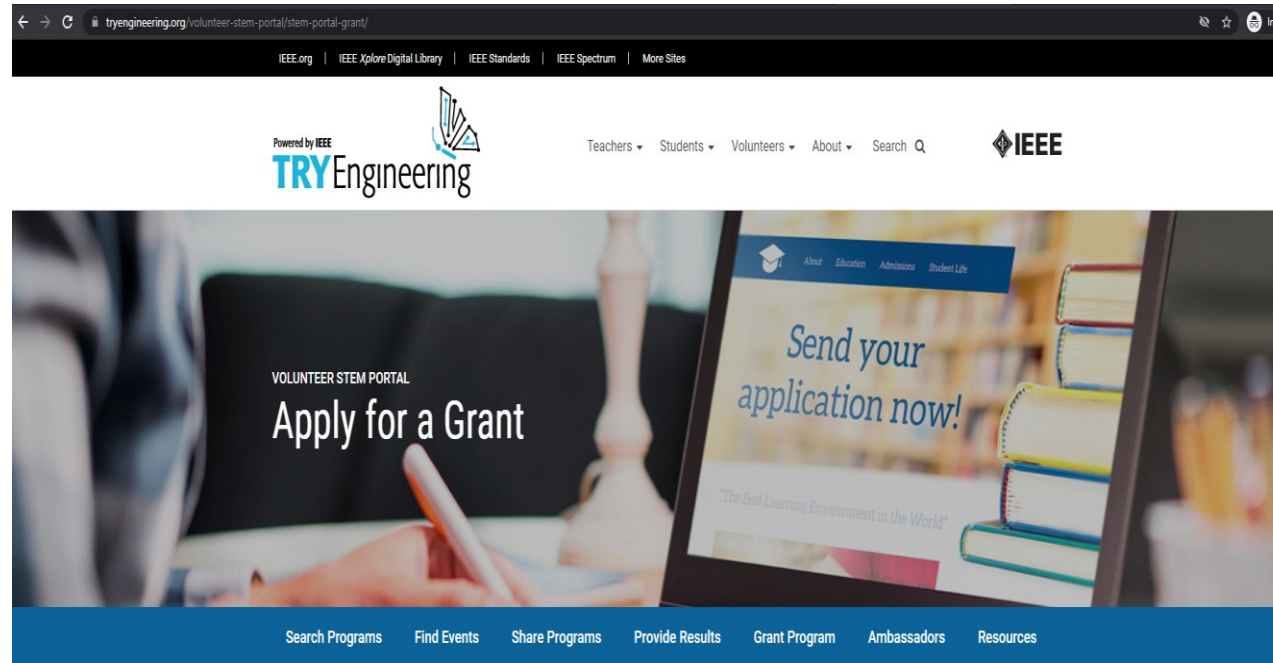 tryengineering.org/volunteer-stem-portal/stem-portal-grant/
IEEE.org | IEEE Xplore Digital Library | IEEE Standards | IEEE Spectrum | More Sites
Powered by IEEE
TRYEngineering
Teachers Students Volunteers About Search
IEEE
About Education Admissions Student Life
Send your
application now!
"The Best Learning Environment in the World"
VOLUNTEER STEM PORTAL
Apply for a Grant
Search Programs Find Events Share Programs Provide Results Grant Program Ambassadors Resources